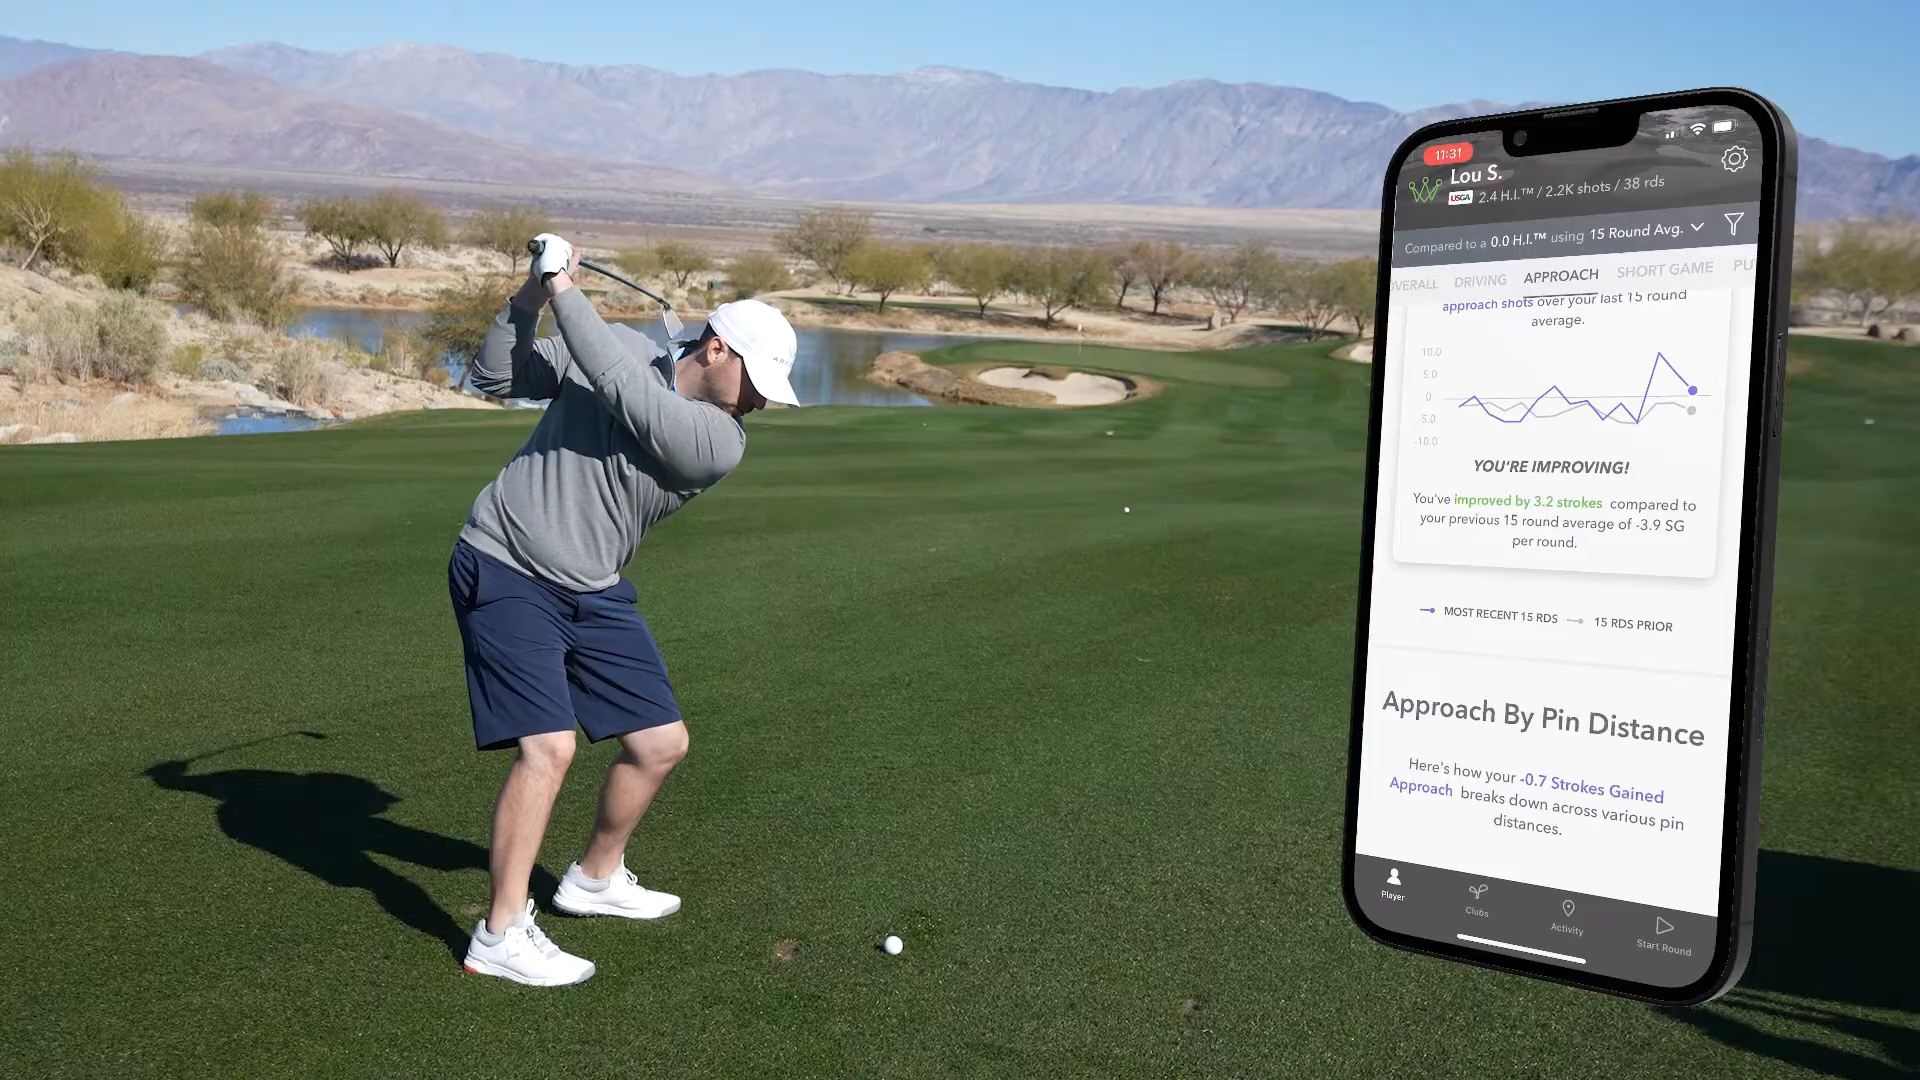 11:31
Lou S.
USGA 2.4 H.I.™ / 2.2K shots / 38 rds
Compared to a 0.0 H.I.™ using 15 Round Avg.
OVERALL DRIVING APPROACH SHORT GAME PU
approach shots over your last 15 round
average.
10.0
5.0
0
-5.0
-10.0
YOU'RE IMPROVING!
You've improved by 3.2 strokes compared to
your previous 15 round average of -3.9 SG
per round.
MOST RECENT 15 RDS 15 RDS PRIOR
Approach By Pin Distance
Here's how your -0.7 Strokes Gained
Approach breaks down across various pin
distances.
Player
Clubs
Activity
Start Round